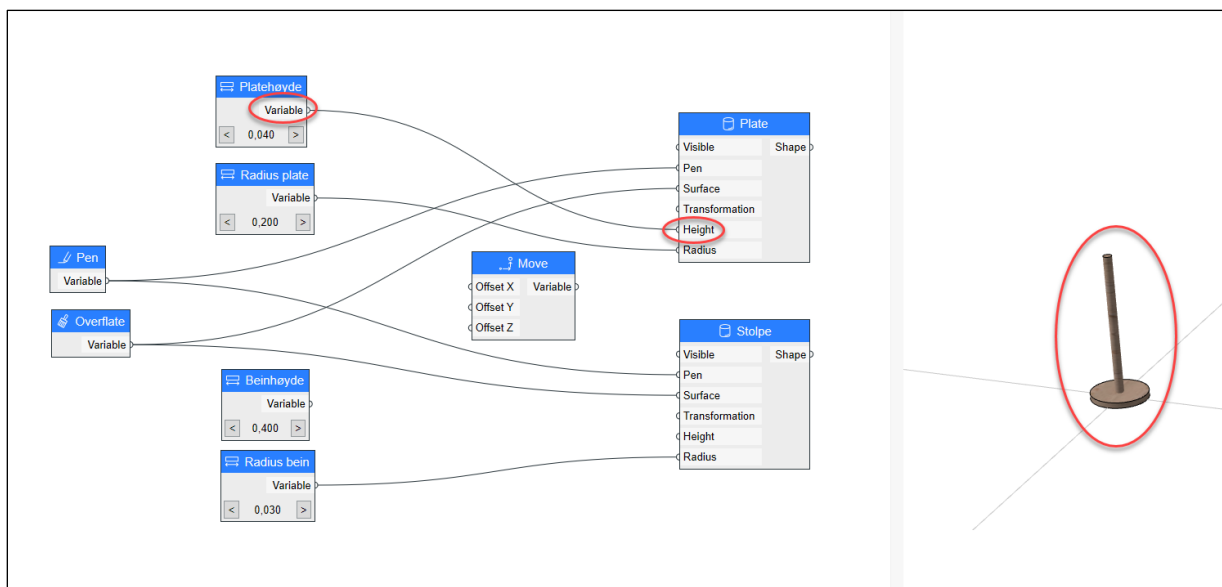 Platehøyde
Variable
< 0,040 >
Radius plate
Variable
< 0,200 >
Pen
Variable
Overflate
Variable
Beinhøyde
Variable
< 0,400 >
Radius bein
Variable
< 0,030 >
Move
Offset X Variable
Offset Y
Offset Z
Plate
Visible Shape
Pen
Surface
Transformation
Height
Radius
Stolpe
Visible Shape
Pen
Surface
Transformation
Height
Radius